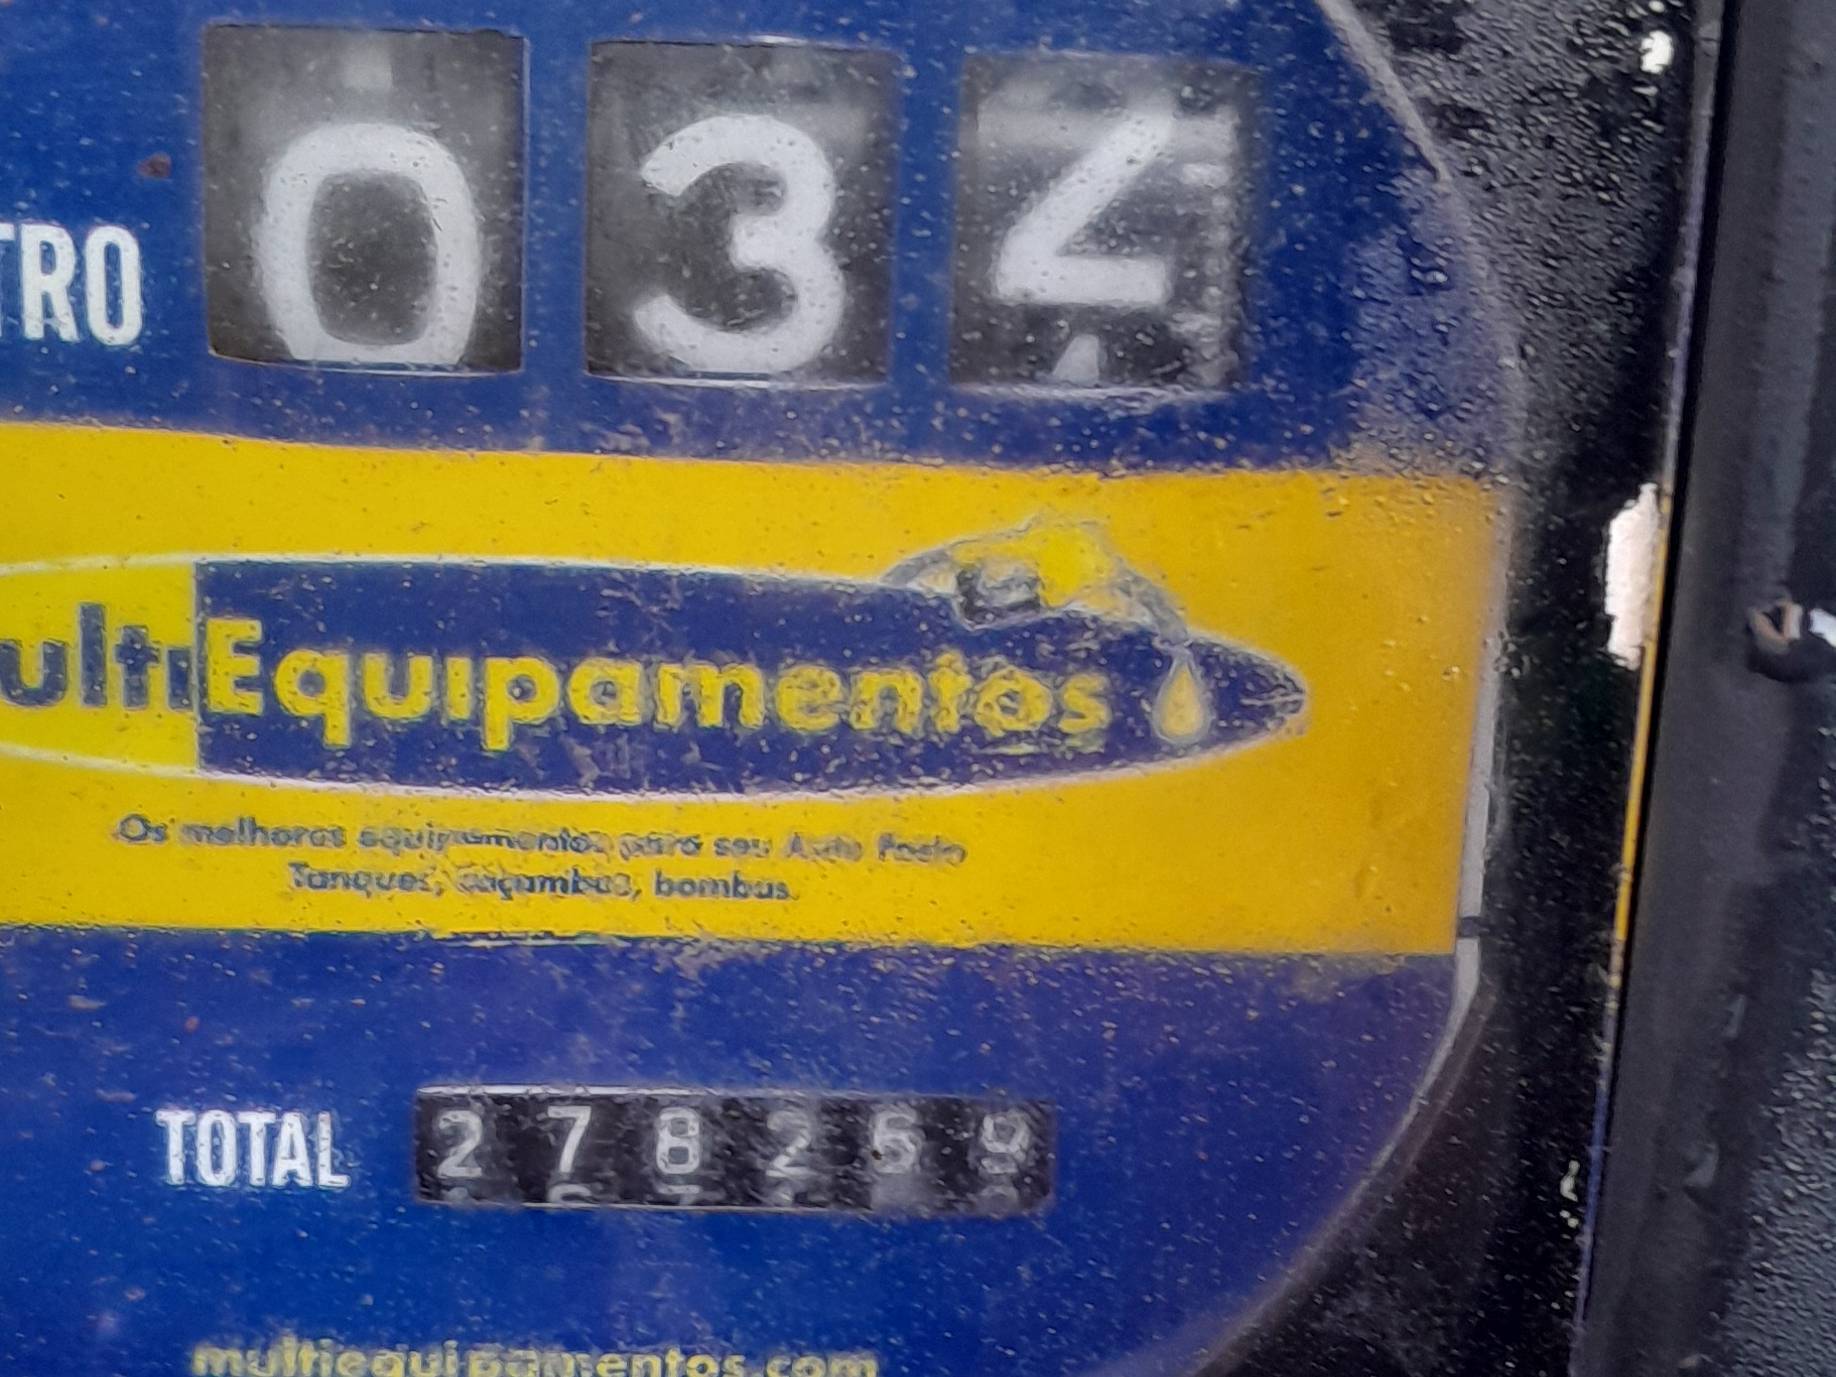 TRO 0 3 4
ultiEquipamentos
Os melhores equipamentos para seu Auto Posto
Tanques, caçambas, bombas
TOTAL 2 7 8 2 5 9
multiequipamentos.com